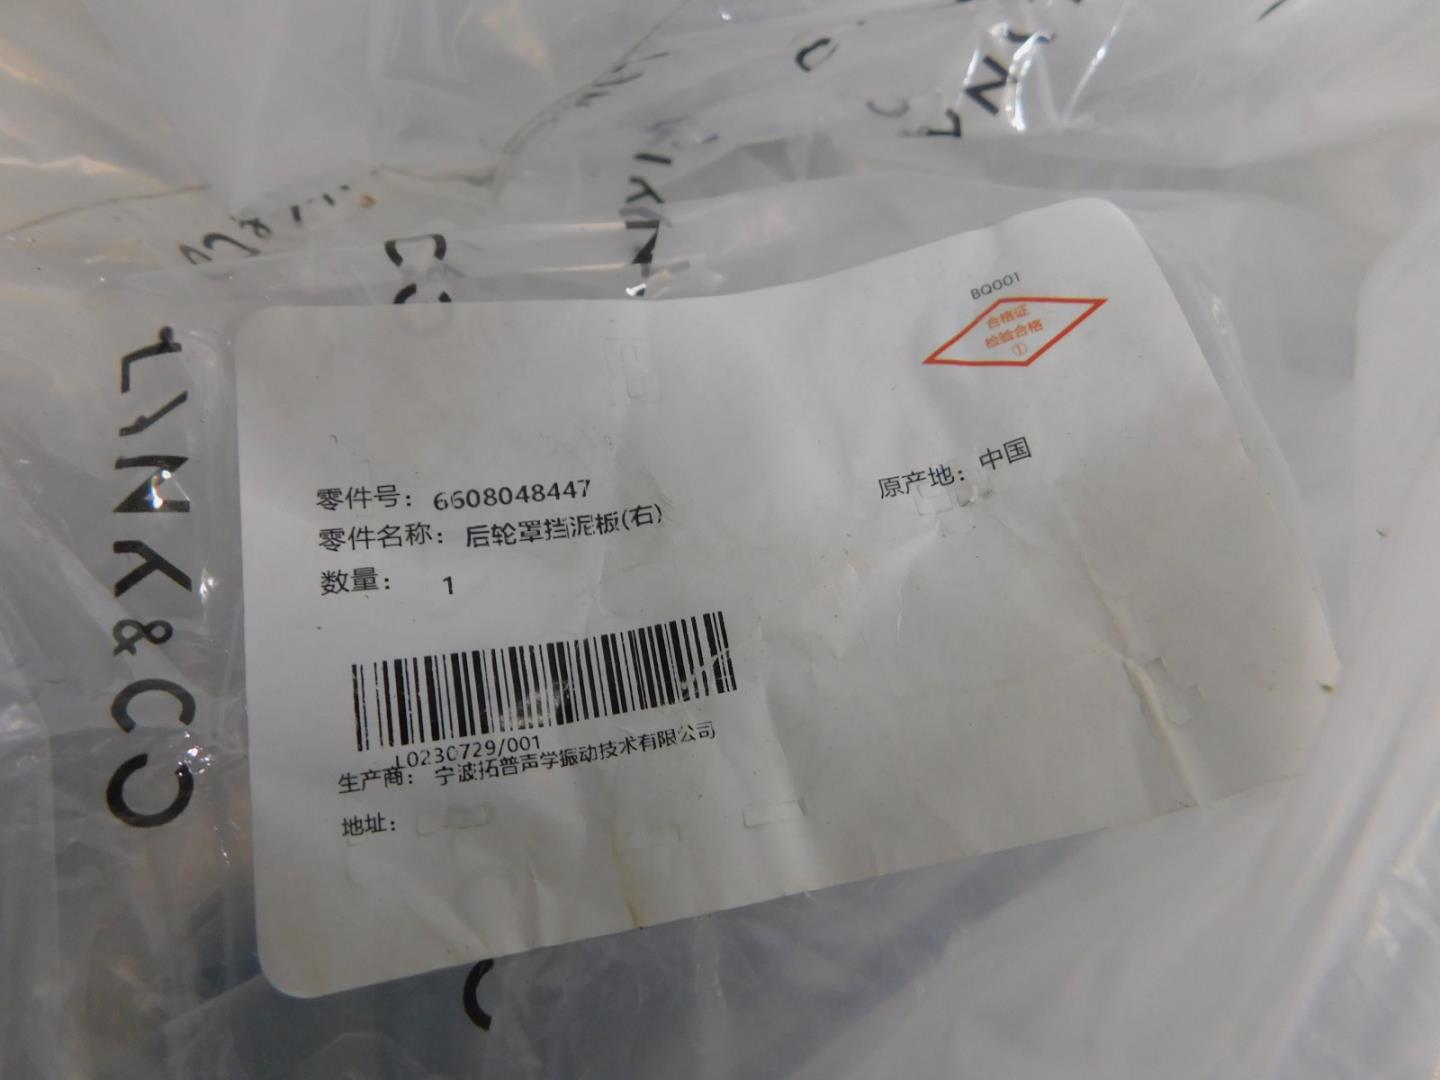 LYNK&CO
BQ001
合格证
检验合格
①
零件号： 6608048447
原产地：中国
零件名称： 后轮罩挡泥板(右)
数量： 1
L0230729/001
生产商： 宁波拓普声学振动技术有限公司
地址：